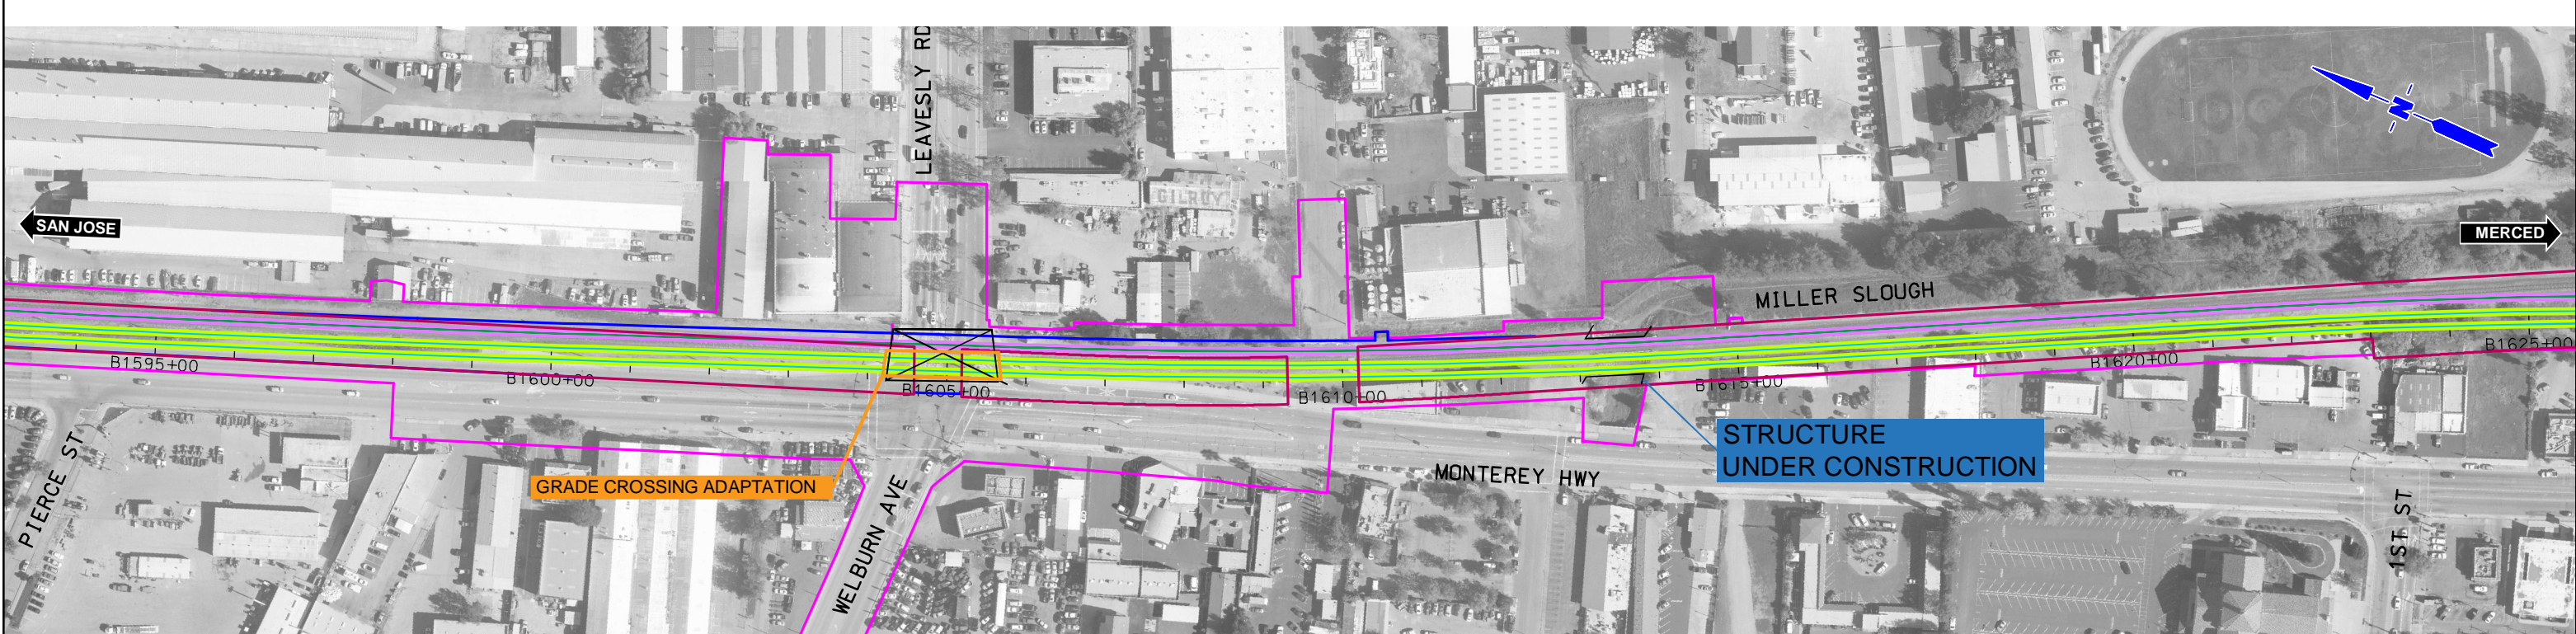 LEAVESLY RD
GILROY
SAN JOSE
MERCED
N
MILLER SLOUGH
B1595+00
B1600+00
B1605+00
B1610+00
B1615+00
B1620+00
B1625+00
GRADE CROSSING ADAPTATION
STRUCTURE
UNDER CONSTRUCTION
MONTEREY HWY
PIERCE ST
WELBURN AVE
1ST ST